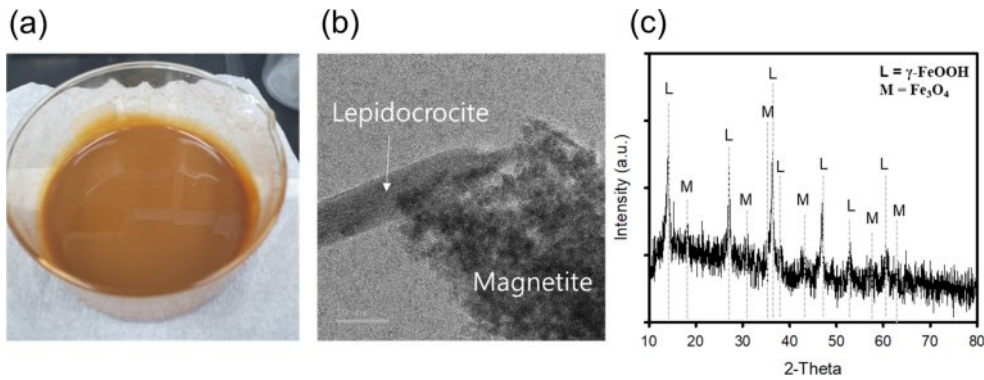 (a)
(b)
(c)
Lepidocrocite
Magnetite
L = γ-FeOOH
M = Fe₃O₄
L
M
L
M
M
L
L
M
L
L
M
L
M
Intensity (a.u.)
10 20 30 40 50 60 70 80
2-Theta